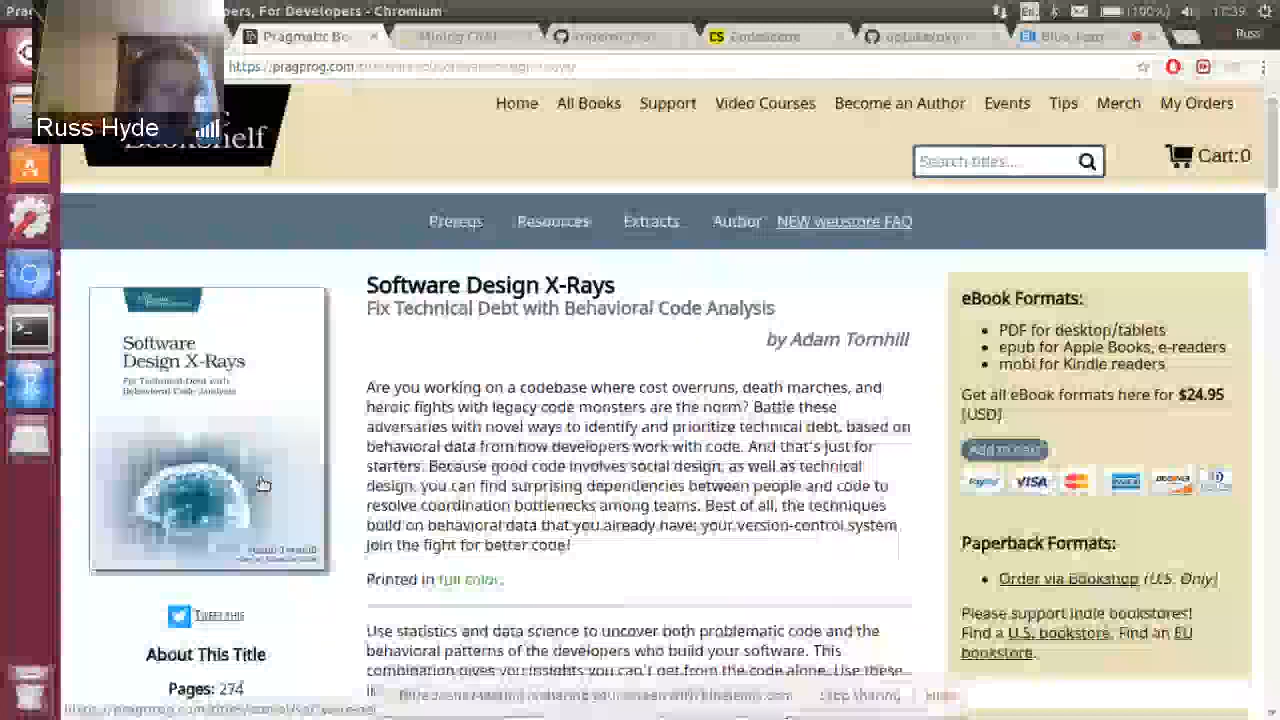 pers, For Developers - Chromium
(100%) 17:39
Pragmatic Bo
Mining CRAN
CodeScene
Russ
https://pragprog.com
Russ Hyde
Bookshelf
Home All Books Support Video Courses Become an Author Events Tips Merch My Orders
Search titles...
Cart:0
Prereqs Resources Extracts Author NEW webstore FAQ
Software Design X-Rays
Fix Technical Debt with Behavioral Code Analysis
by Adam Tornhill
Software
Design X-Rays
Fix Technical Debt with
Behavioral Code Analysis
Are you working on a codebase where cost overruns, death marches, and
heroic fights with legacy code monsters are the norm? Battle these
adversaries with novel ways to identify and prioritize technical debt, based on
behavioral data from how developers work with code. And that's just for
starters. Because good code involves social design, as well as technical
design, you can find surprising dependencies between people and code to
resolve coordination bottlenecks among teams. Best of all, the techniques
build on behavioral data that you already have: your version-control system
Join the fight for better code!
Printed in full color.
Use statistics and data science to uncover both problematic code and the
behavioral patterns of the developers who build your software. This
combination gives you insights you can't get from the code alone. Use these
Tweet this
About This Title
Pages: 274
eBook Formats:
PDF for desktop/tablets
epub for Apple Books, e-readers
mobi for Kindle readers
Get all eBook formats here for $24.95
(USD)
Add to cart
PayPal VISA
Paperback Formats:
Order via Bookshop (U.S. Only)
Please support indie bookstores!
Find a U.S. bookstore. Find an EU
bookstore.